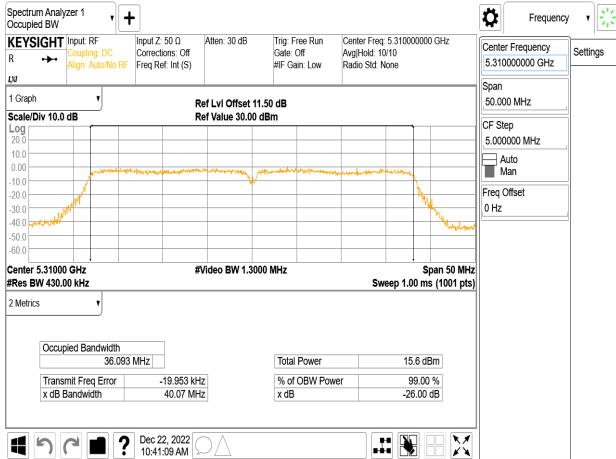 Spectrum Analyzer 1
Occupied BW
Frequency
KEYSIGHT
R
LXI
Input: RF
Coupling: DC
Align: Auto/No RF
Input Z: 50 Ω
Corrections: Off
Freq Ref: Int (S)
Atten: 30 dB
Trig: Free Run
Gate: Off
#IF Gain: Low
Center Freq: 5.310000000 GHz
Avg|Hold: 10/10
Radio Std: None
Center Frequency
5.310000000 GHz
Settings
Span
50.000 MHz
CF Step
5.000000 MHz
Auto
Man
Freq Offset
0 Hz
1 Graph
Scale/Div 10.0 dB
Ref Lvl Offset 11.50 dB
Ref Value 30.00 dBm
Log
20.0
10.0
0.00
-10.0
-20.0
-30.0
-40.0
-50.0
-60.0
Center 5.31000 GHz
#Res BW 430.00 kHz
#Video BW 1.3000 MHz
Span 50 MHz
Sweep 1.00 ms (1001 pts)
2 Metrics
Occupied Bandwidth
36.093 MHz
Total Power 15.6 dBm
Transmit Freq Error -19.953 kHz
% of OBW Power 99.00 %
x dB Bandwidth 40.07 MHz
x dB -26.00 dB
Dec 22, 2022
10:41:09 AM